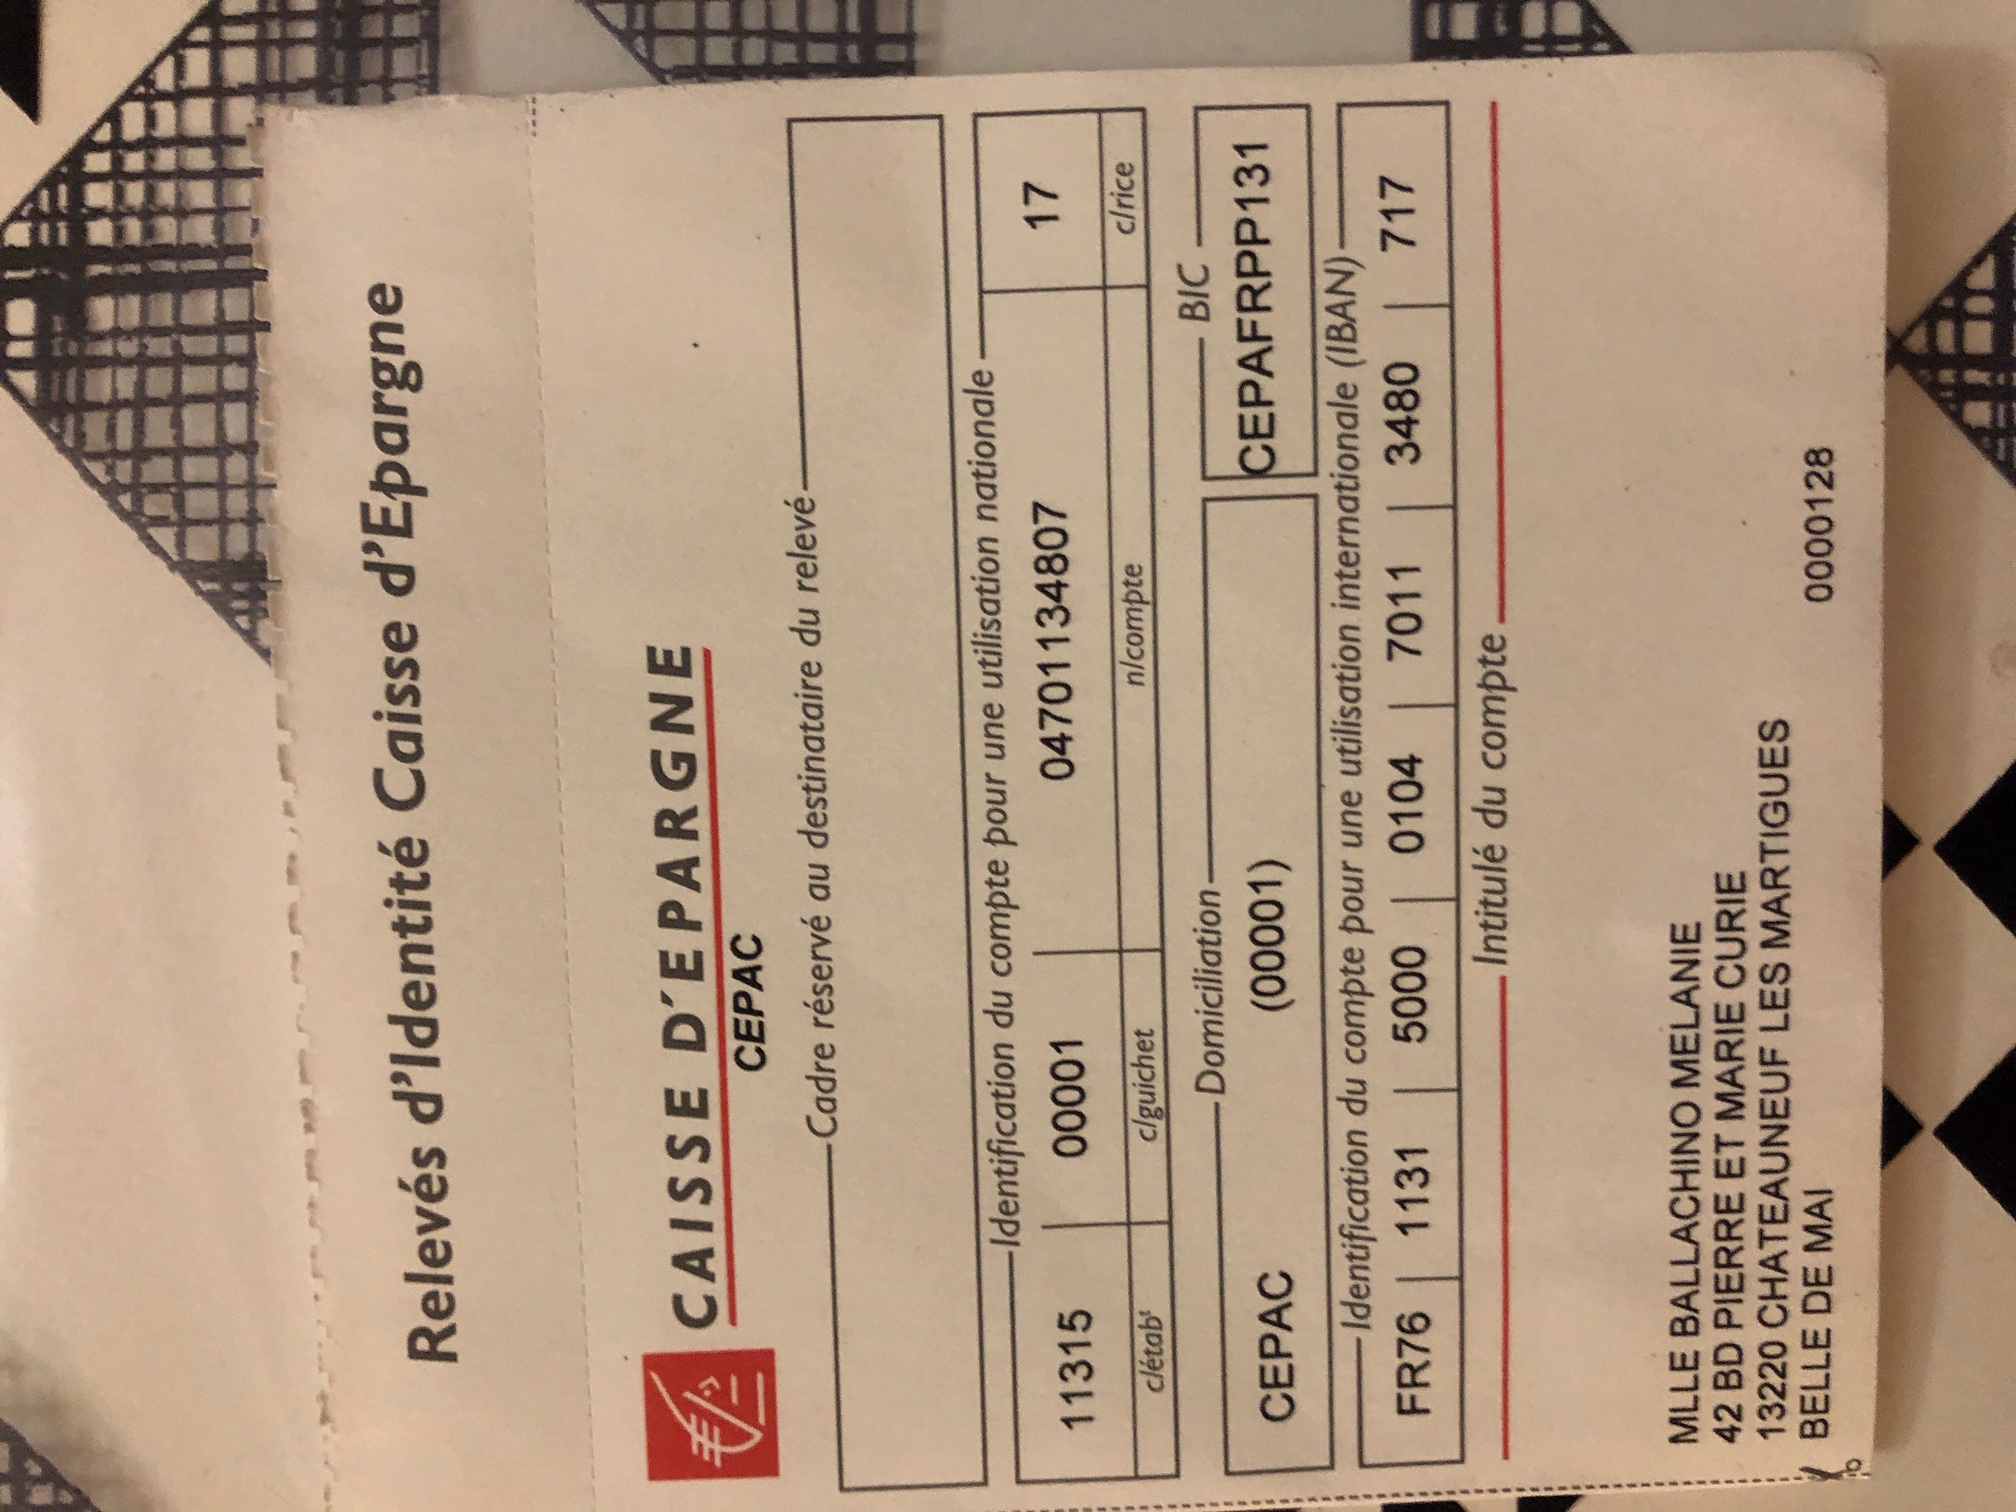 Relevés d'Identité Caisse d'Epargne
CAISSE D'EPARGNE
CEPAC
Cadre réservé au destinataire du relevé
Identification du compte pour une utilisation nationale
11315 00001 04701134807 17
c/étabt c/guichet n/compte c/rice
Domiciliation BIC
CEPAC (00001) CEPAFRPP131
Identification du compte pour une utilisation internationale (IBAN)
FR76 1131 5000 0104 7011 3480 717
Intitulé du compte
MLLE BALLACHINO MELANIE
42 BD PIERRE ET MARIE CURIE
13220 CHATEAUNEUF LES MARTIGUES
BELLE DE MAI 0000128